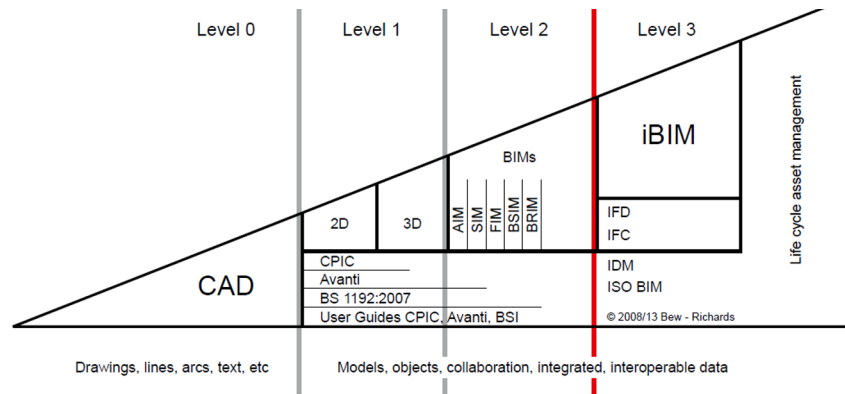 Level 0
Level 1
Level 2
Level 3
iBIM
BIMs
2D
3D
AIM
SIM
FIM
BSIM
BRIM
IFD
IFC
CAD
CPIC
Avanti
BS 1192:2007
User Guides CPIC, Avanti, BSI
IDM
ISO BIM
© 2008/13 Bew - Richards
Life cycle asset management
Drawings, lines, arcs, text, etc
Models, objects, collaboration, integrated, interoperable data